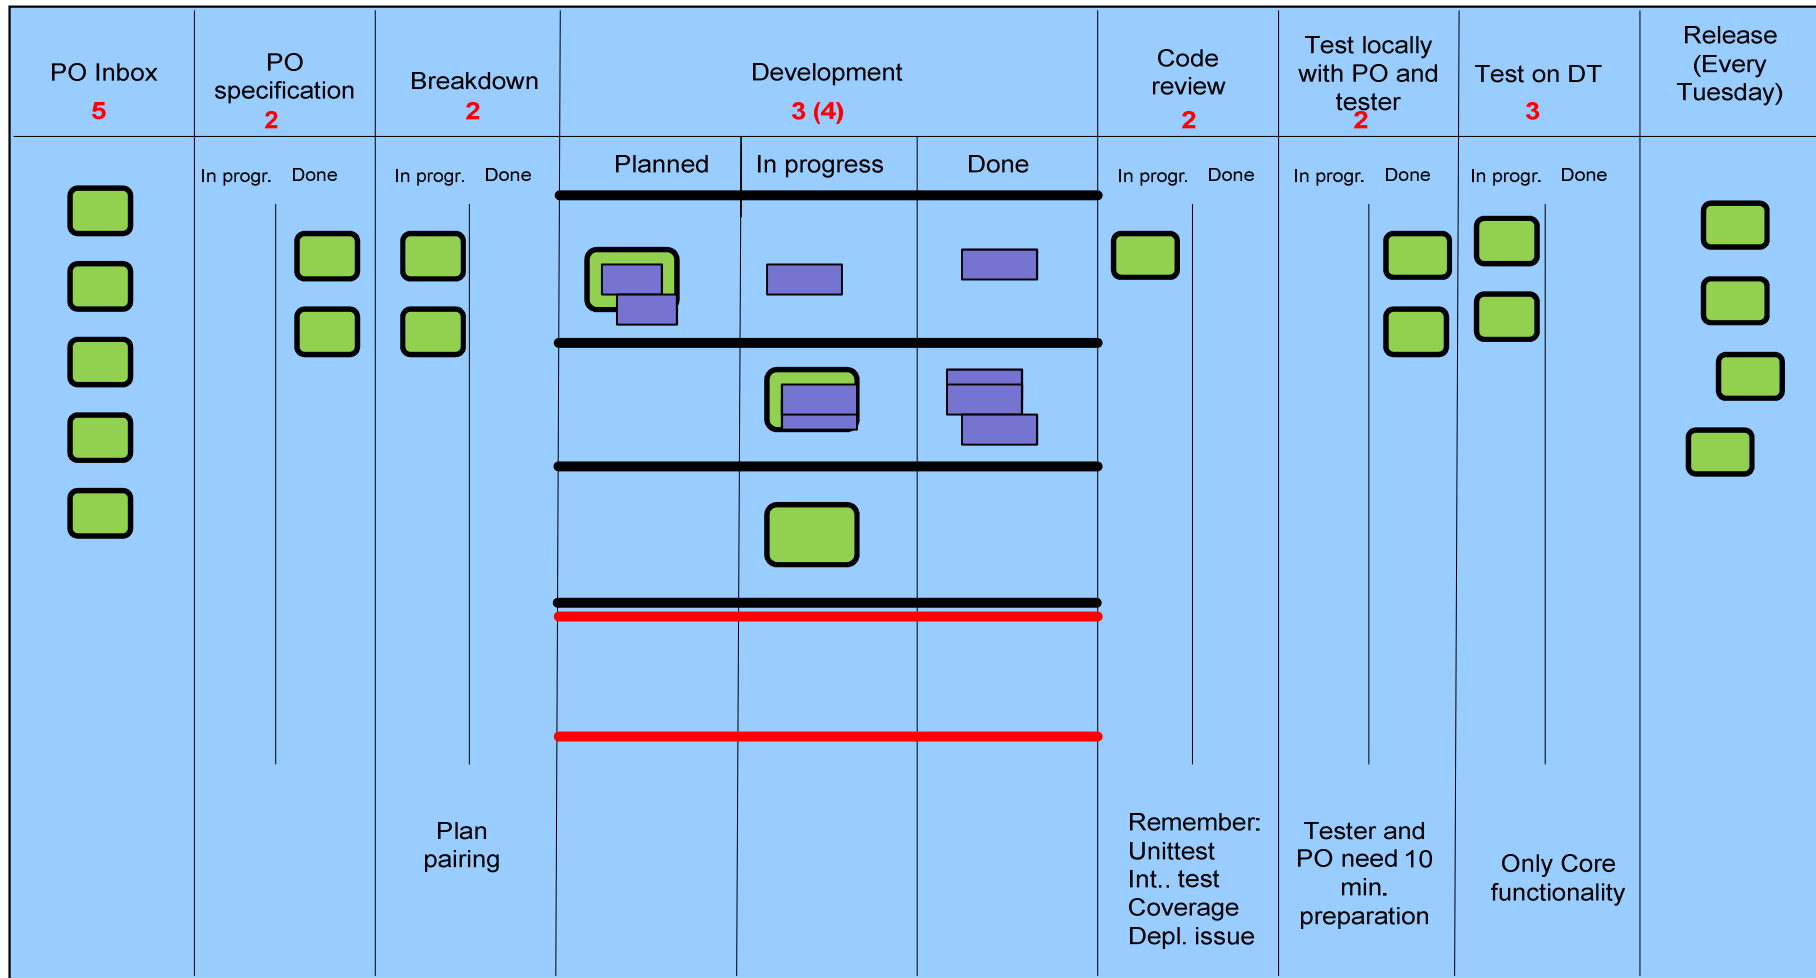 PO Inbox
5
PO
specification
2
Breakdown
2
Development
3 (4)
Code
review
2
Test locally
with PO and
tester
2
Test on DT
3
Release
(Every
Tuesday)
In progr. Done
In progr. Done
Planned
In progress
Done
In progr. Done
In progr. Done
In progr. Done
Plan
pairing
Remember:
Unittest
Int.. test
Coverage
Depl. issue
Tester and
PO need 10
min.
preparation
Only Core
functionality